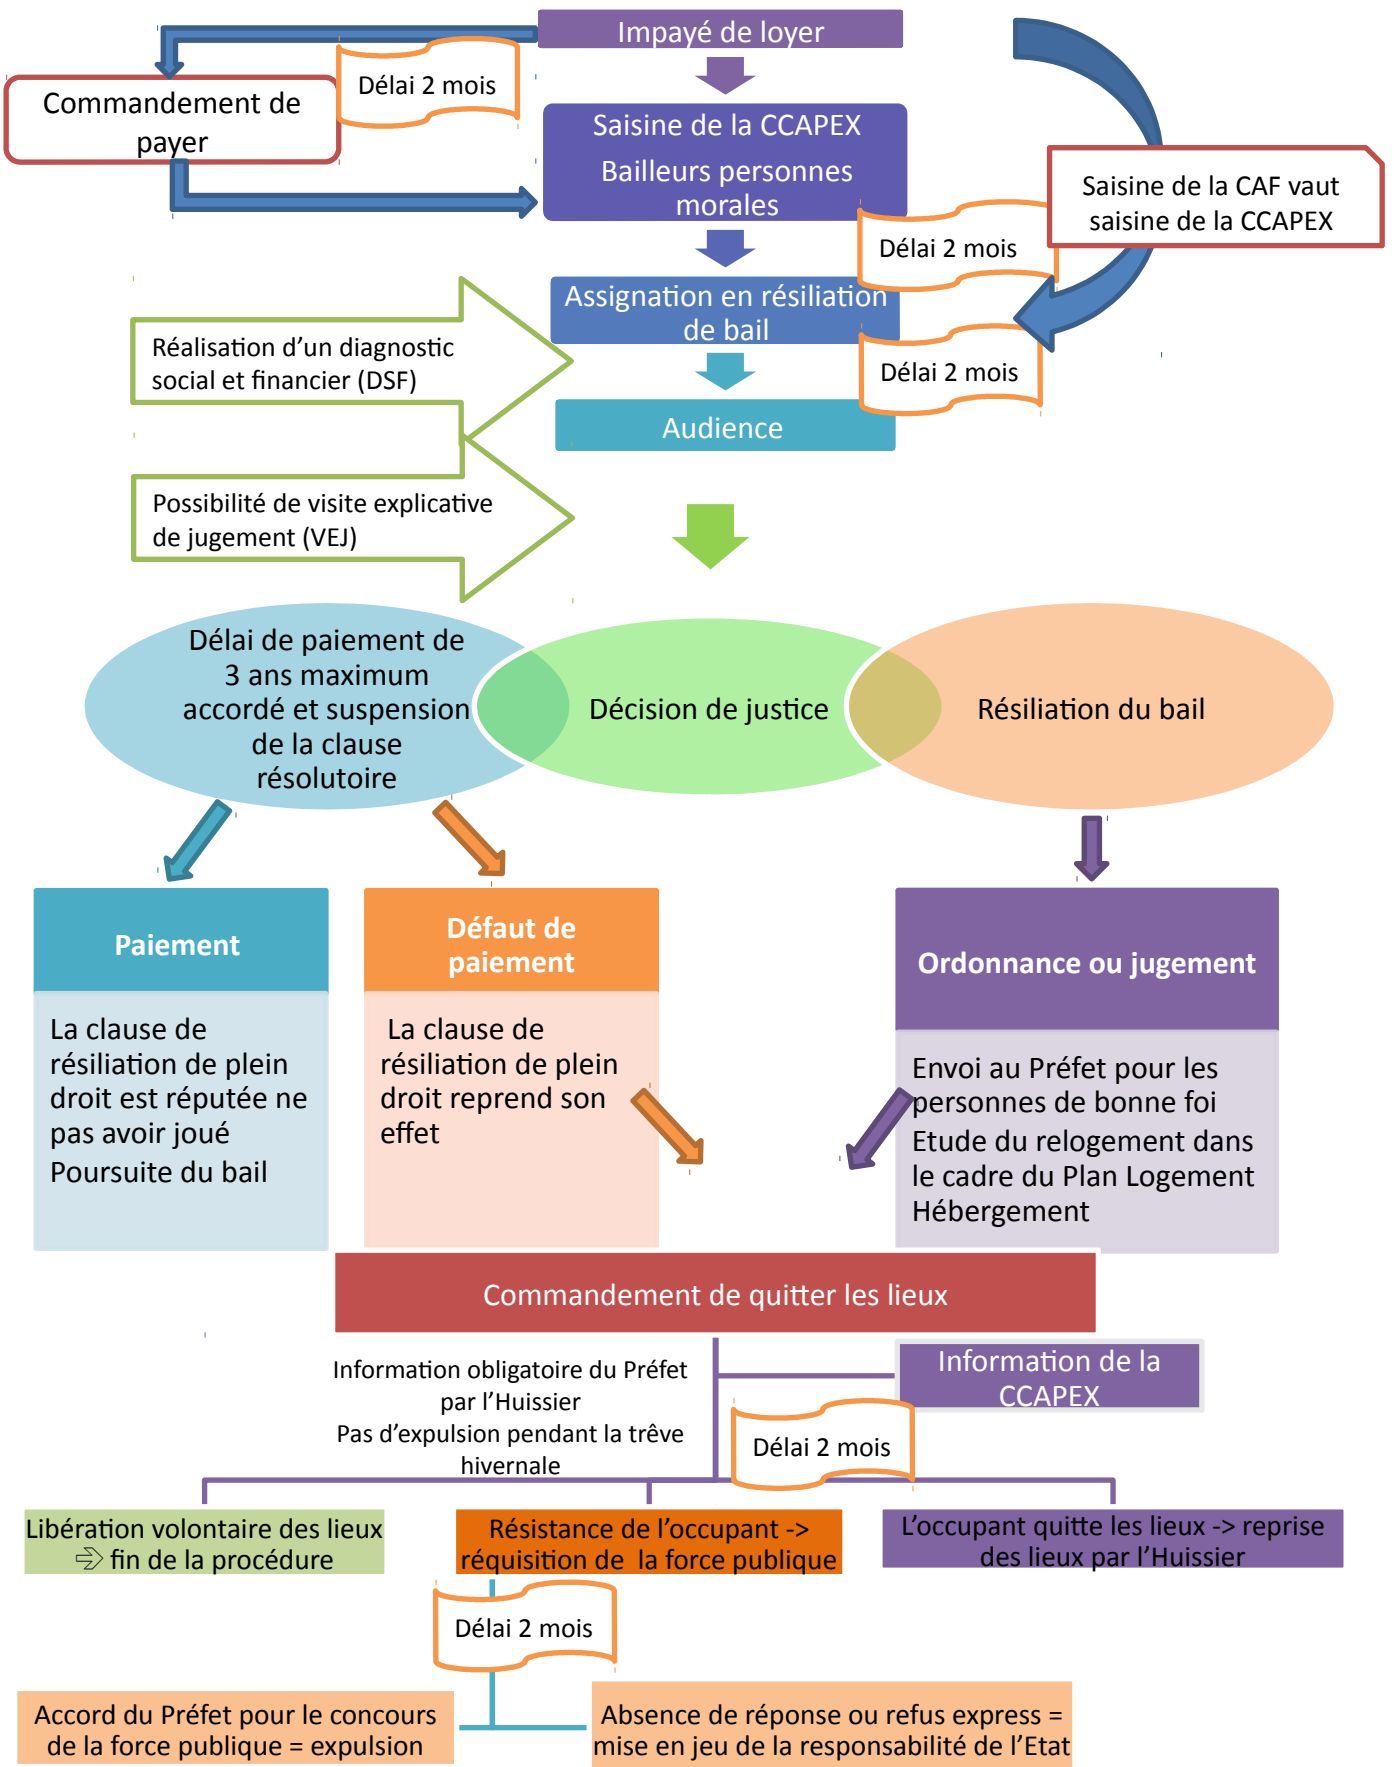 Impayé de loyer
Délai 2 mois
Commandement de
payer
Saisine de la CCAPEX
Bailleurs personnes
morales
Saisine de la CAF vaut
saisine de la CCAPEX
Délai 2 mois
Assignation en résiliation
de bail
Réalisation d’un diagnostic
social et financier (DSF)
Délai 2 mois
Audience
Possibilité de visite explicative
de jugement (VEJ)
Délai de paiement de
3 ans maximum
accordé et suspension
de la clause
résolutoire
Décision de justice
Résiliation du bail
Paiement
La clause de
résiliation de plein
droit est réputée ne
pas avoir joué
Poursuite du bail
Défaut de
paiement
La clause de
résiliation de plein
droit reprend son
effet
Ordonnance ou jugement
Envoi au Préfet pour les
personnes de bonne foi
Etude du relogement dans
le cadre du Plan Logement
Hébergement
Commandement de quitter les lieux
Information obligatoire du Préfet
par l’Huissier
Pas d’expulsion pendant la trêve
hivernale
Information de la
CCAPEX
Délai 2 mois
Libération volontaire des lieux
⇨ fin de la procédure
Résistance de l’occupant ->
réquisition de la force publique
L’occupant quitte les lieux -> reprise
des lieux par l’Huissier
Délai 2 mois
Accord du Préfet pour le concours
de la force publique = expulsion
Absence de réponse ou refus express =
mise en jeu de la responsabilité de l’Etat